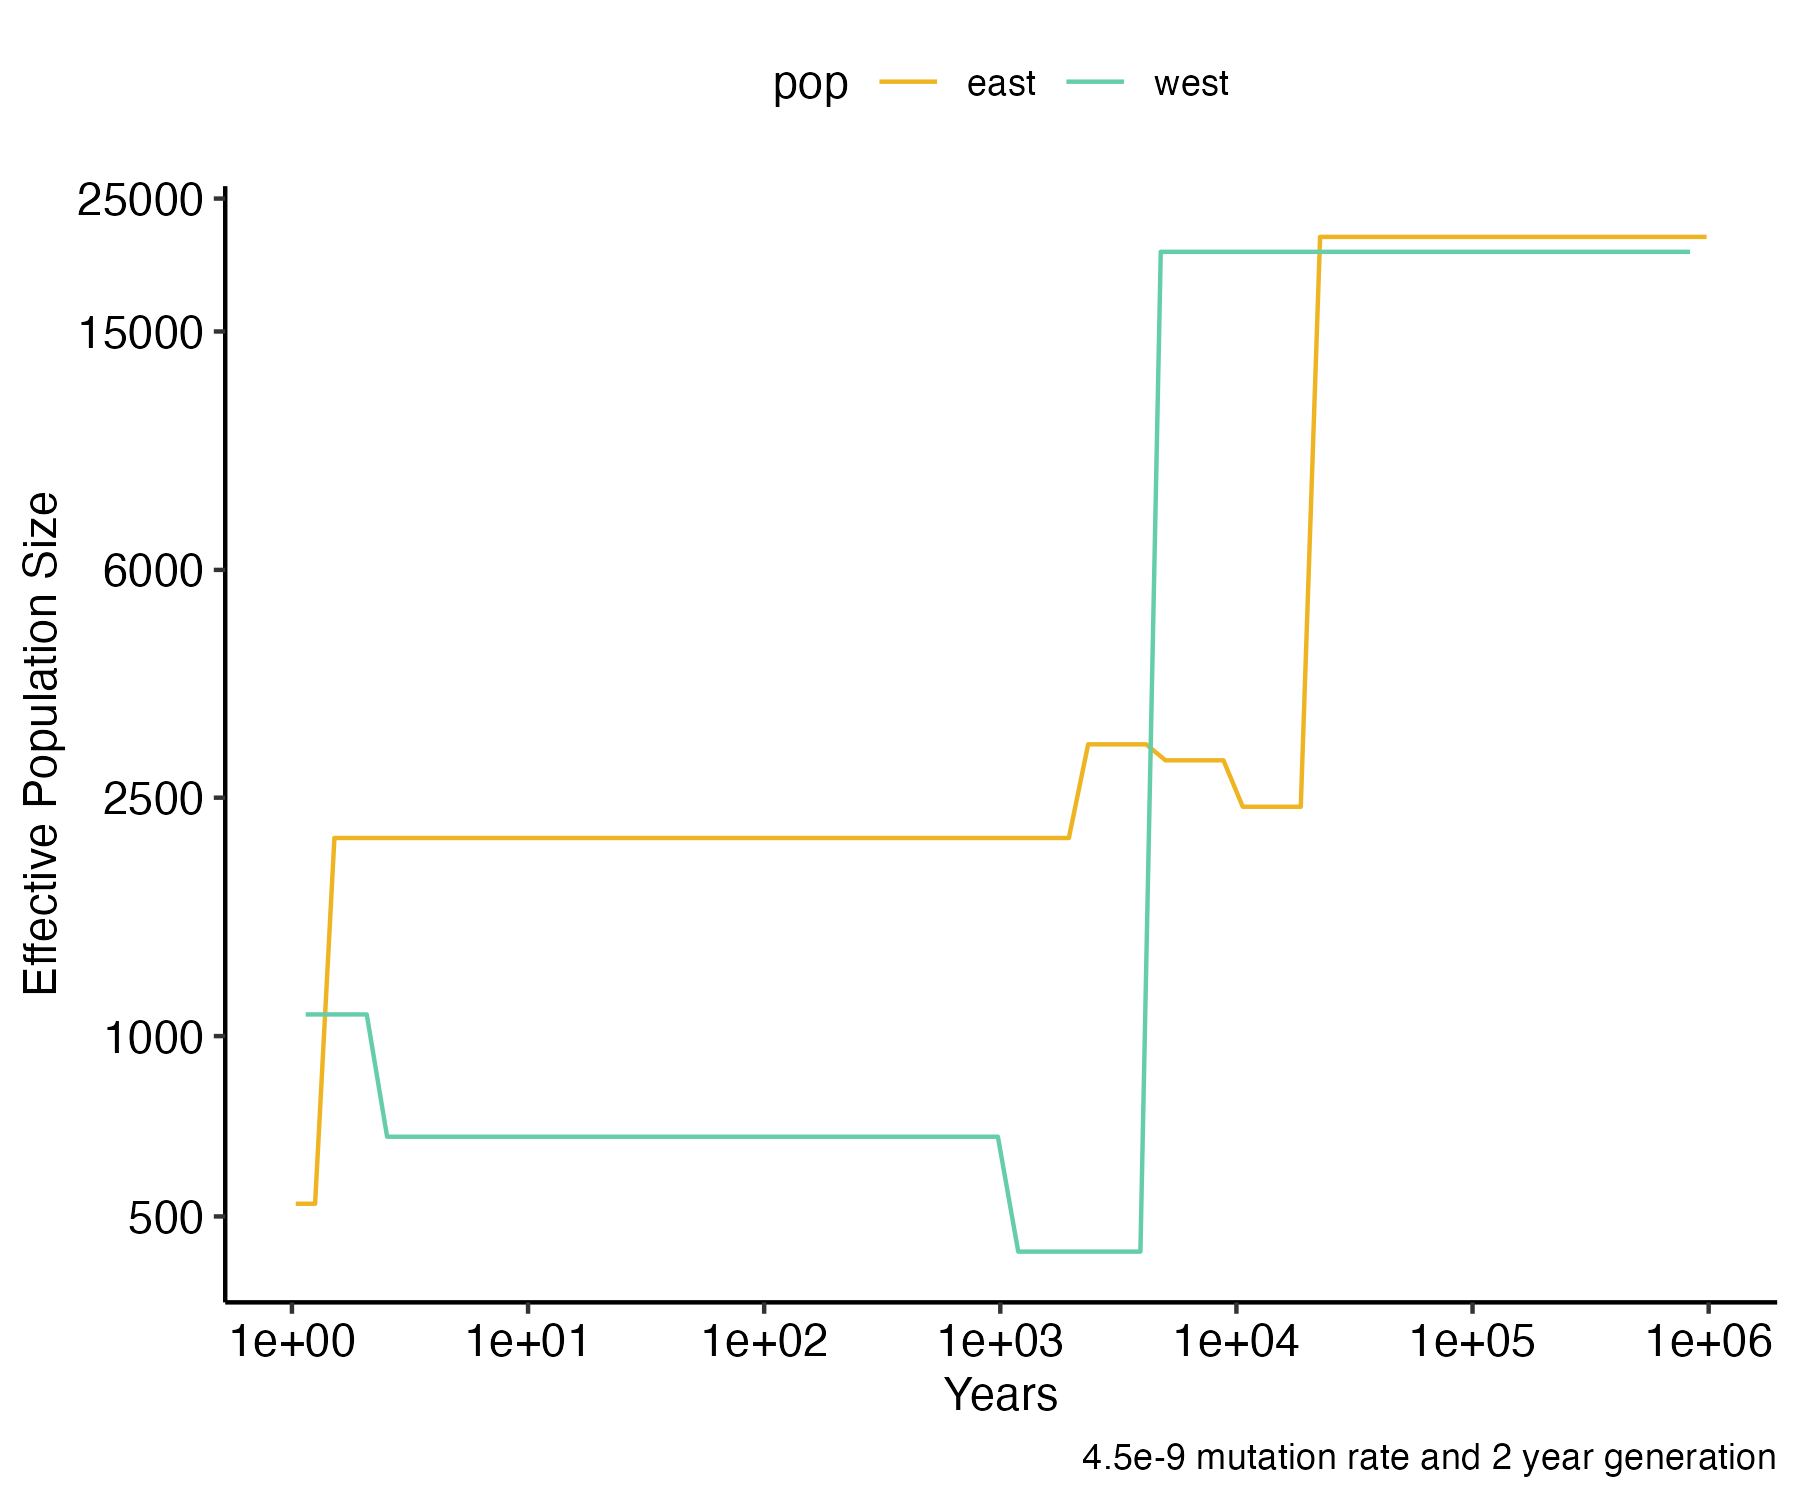 pop east west
25000
15000
6000
2500
1000
500
Effective Population Size
1e+00 1e+01 1e+02 1e+03 1e+04 1e+05 1e+06
Years
4.5e-9 mutation rate and 2 year generation